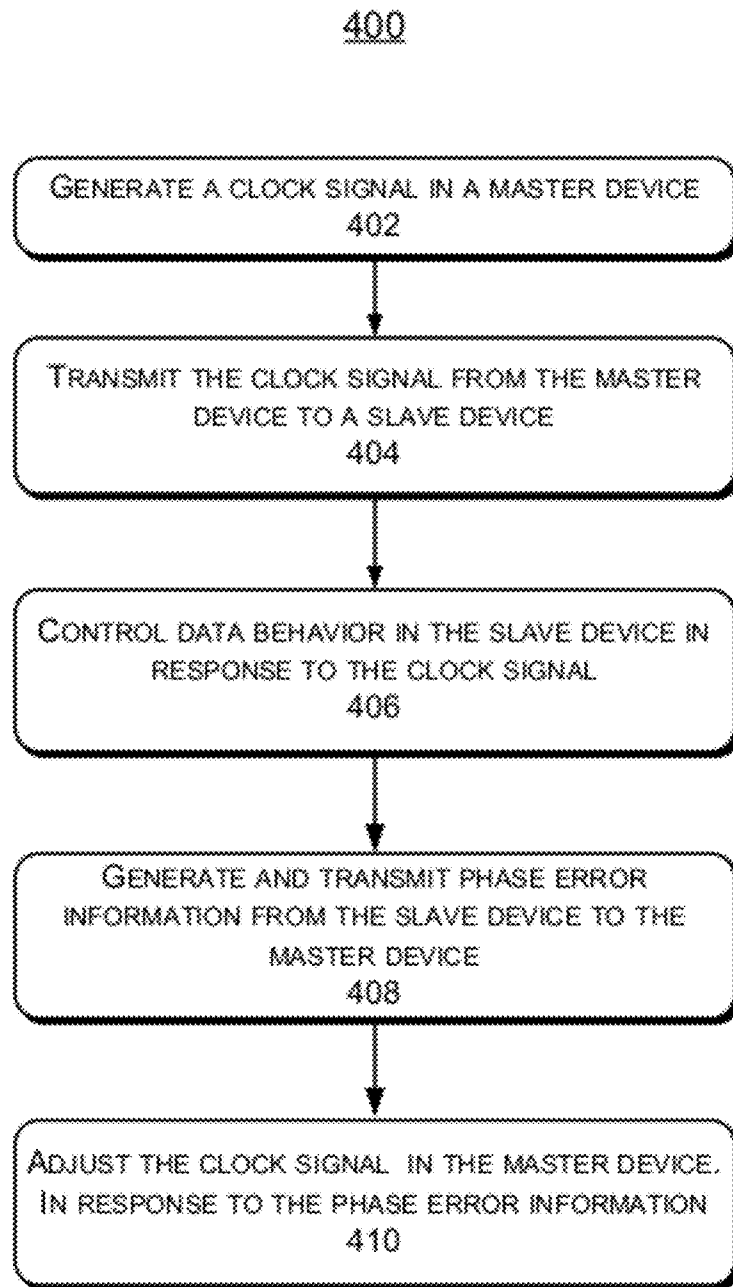 400
GENERATE A CLOCK SIGNAL IN A MASTER DEVICE
402
TRANSMIT THE CLOCK SIGNAL FROM THE MASTER
DEVICE TO A SLAVE DEVICE
404
CONTROL DATA BEHAVIOR IN THE SLAVE DEVICE IN
RESPONSE TO THE CLOCK SIGNAL
406
GENERATE AND TRANSMIT PHASE ERROR
INFORMATION FROM THE SLAVE DEVICE TO THE
MASTER DEVICE
408
ADJUST THE CLOCK SIGNAL IN THE MASTER DEVICE.
IN RESPONSE TO THE PHASE ERROR INFORMATION
410